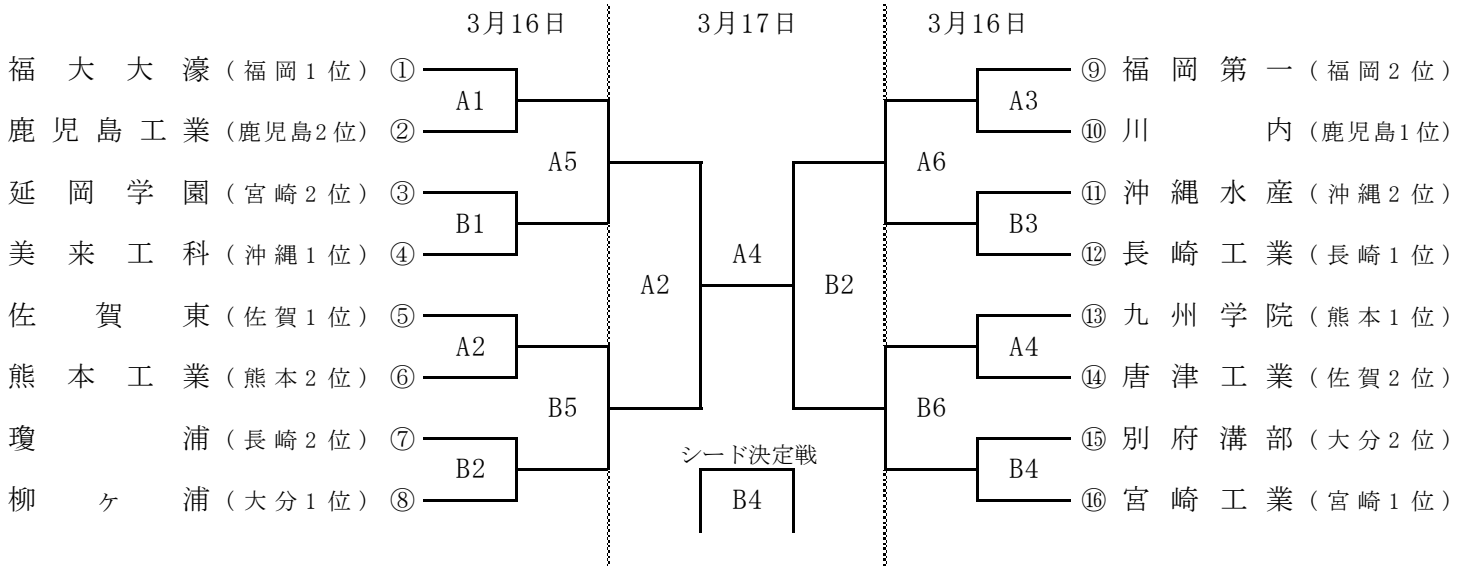 3月16日 3月17日 3月16日
福大大濠(福岡1位) ① ⑨ 福岡第一(福岡2位)
A1 A3
鹿児島工業(鹿児島2位) ② ⑩ 川内(鹿児島1位)
A5 A6
延岡学園(宮崎2位) ③ ⑪ 沖縄水産(沖縄2位)
B1 B3
美来工科(沖縄1位) ④ A4 ⑫ 長崎工業(長崎1位)
A2 B2
佐賀東(佐賀1位) ⑤ ⑬ 九州学院(熊本1位)
A2 A4
熊本工業(熊本2位) ⑥ ⑭ 唐津工業(佐賀2位)
B5 B6
瓊浦(長崎2位) ⑦ ⑮ 別府溝部(大分2位)
シード決定戦
B2 B4
柳ヶ浦(大分1位) ⑧ B4 ⑯ 宮崎工業(宮崎1位)